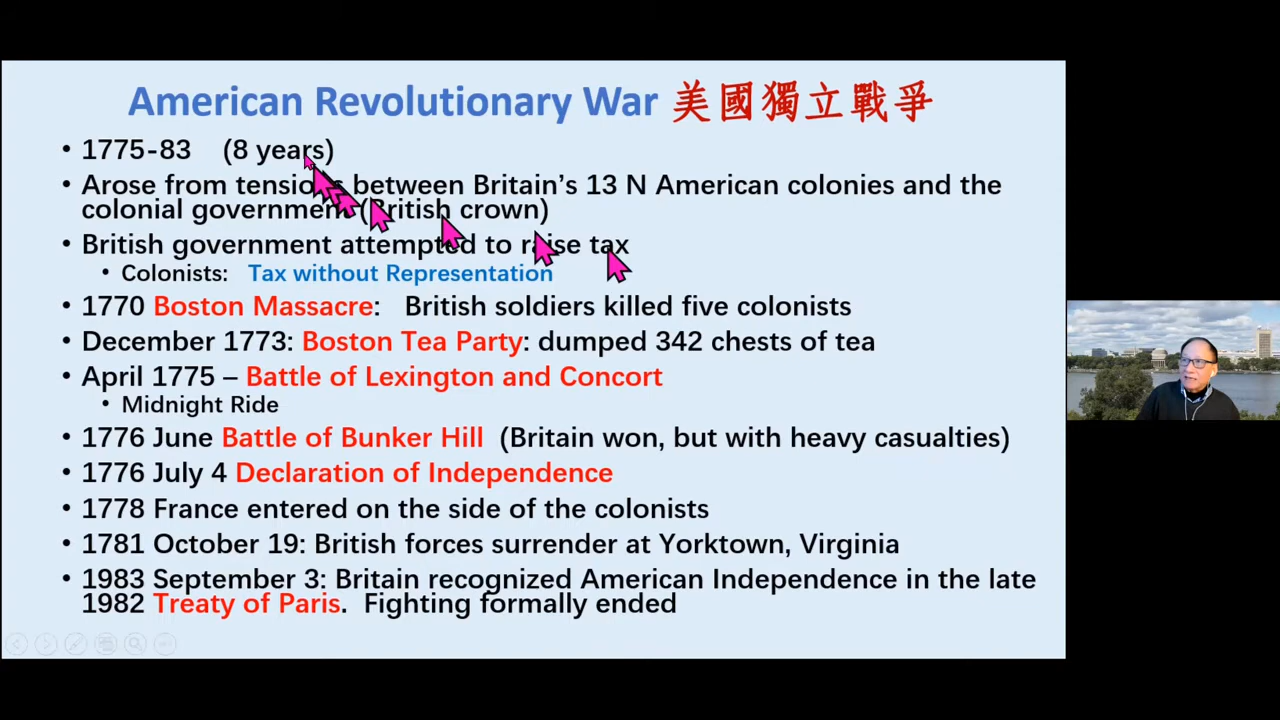 American Revolutionary War 美國獨立戰爭
• 1775-83 (8 years)
• Arose from tensions between Britain's 13 N American colonies and the
colonial government (British crown)
• British government attempted to raise tax
• Colonists: Tax without Representation
• 1770 Boston Massacre: British soldiers killed five colonists
• December 1773: Boston Tea Party: dumped 342 chests of tea
• April 1775 – Battle of Lexington and Concort
• Midnight Ride
• 1776 June Battle of Bunker Hill (Britain won, but with heavy casualties)
• 1776 July 4 Declaration of Independence
• 1778 France entered on the side of the colonists
• 1781 October 19: British forces surrender at Yorktown, Virginia
• 1983 September 3: Britain recognized American Independence in the late
1982 Treaty of Paris. Fighting formally ended